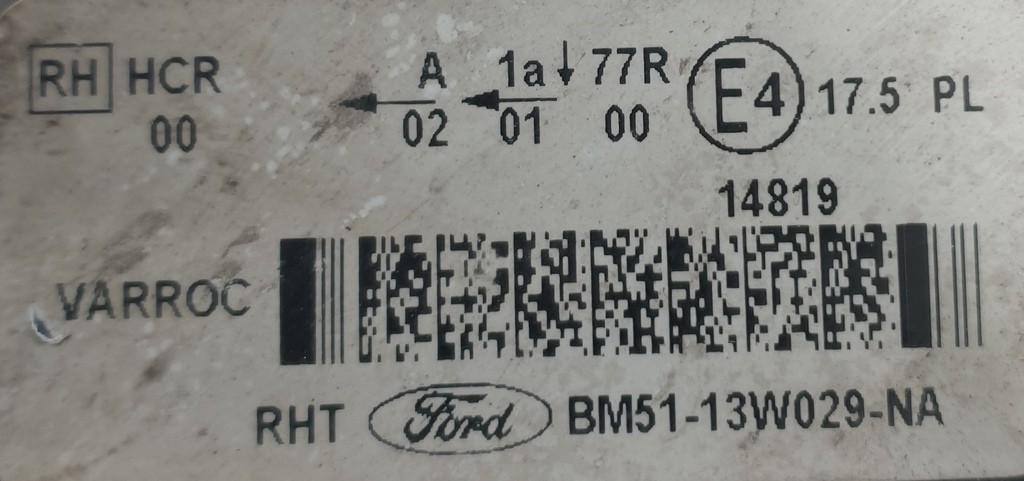 RH HCR A 1a 77R E4 17.5 PL
00 02 01 00
14819
VARROC
RHT Ford BM51-13W029-NA